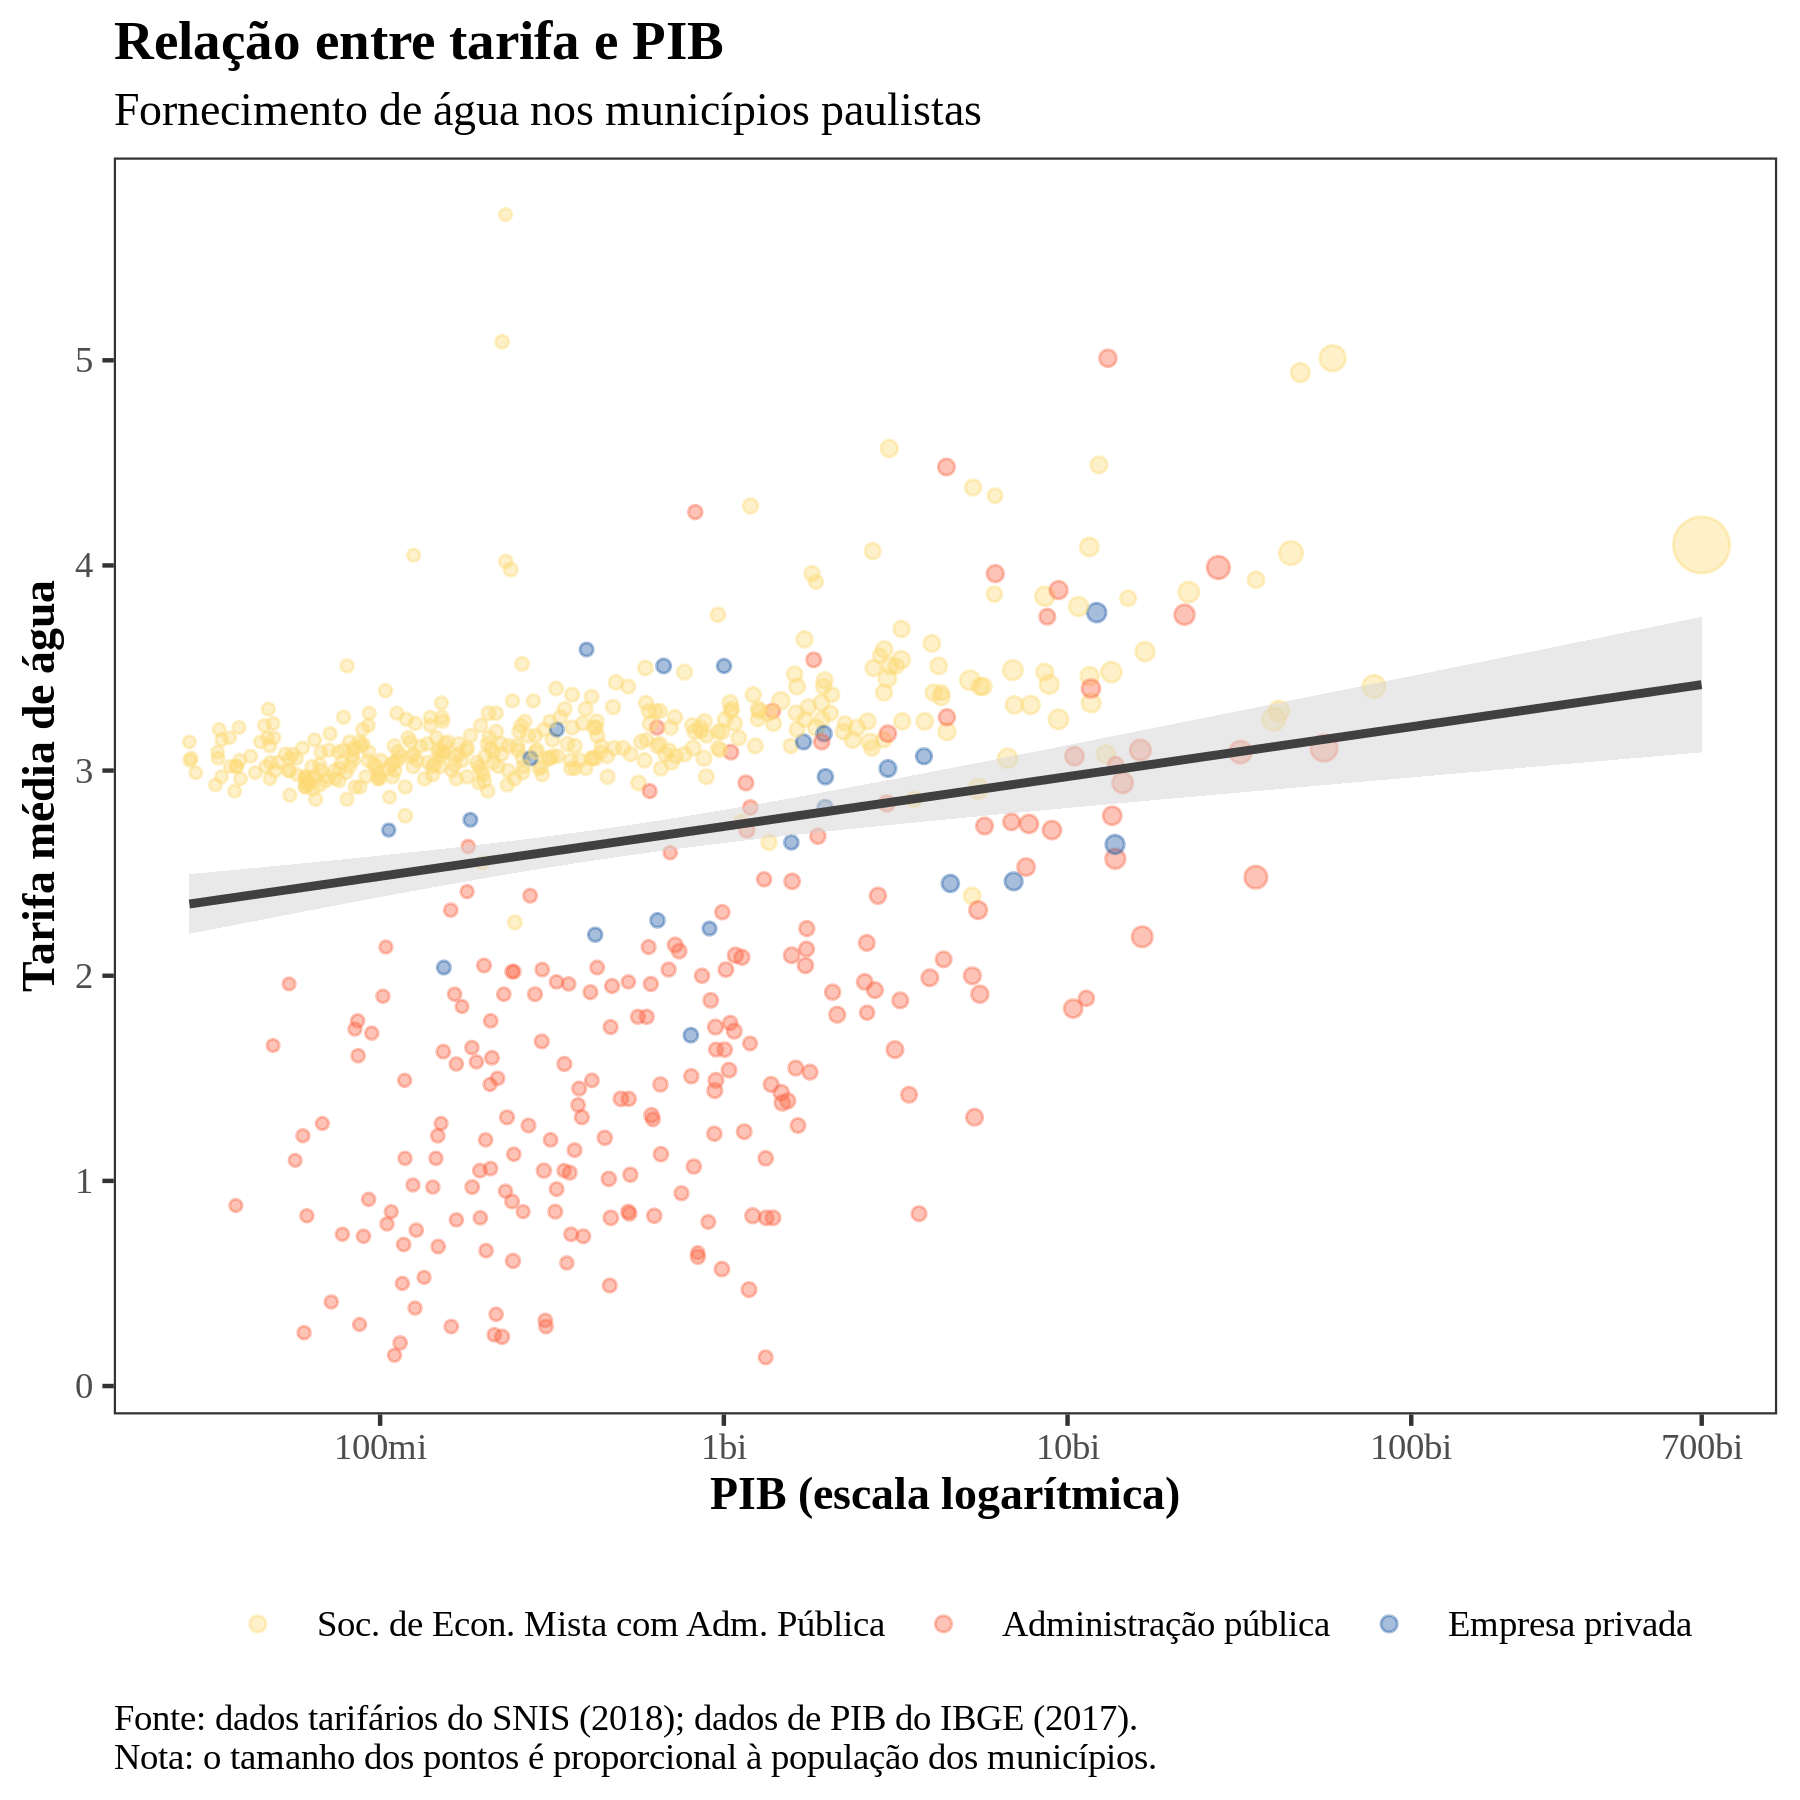 Relação entre tarifa e PIB
Fornecimento de água nos municípios paulistas
Tarifa média de água
5
4
3
2
1
0
100mi
1bi
10bi
100bi
700bi
PIB (escala logarítmica)
Soc. de Econ. Mista com Adm. Pública
Administração pública
Empresa privada
Fonte: dados tarifários do SNIS (2018); dados de PIB do IBGE (2017).
Nota: o tamanho dos pontos é proporcional à população dos municípios.